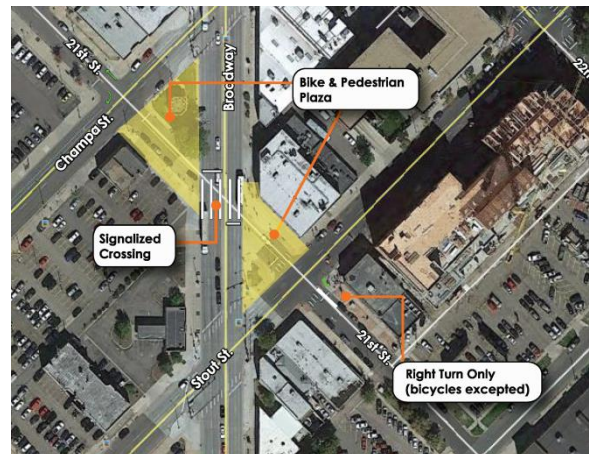 21st St.
Broadway
Bike & Pedestrian
Plaza
22n
Champa St.
Signalized
Crossing
Stout St.
21st St.
Right Turn Only
(bicycles excepted)